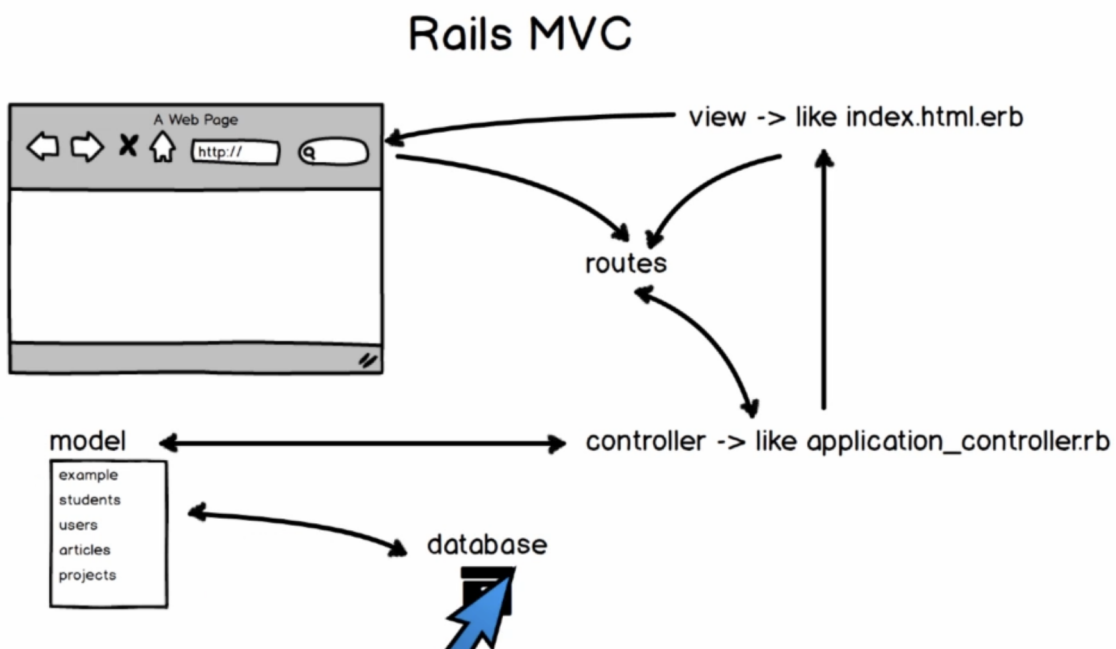 Rails MVC
A Web Page
http://
view -> like index.html.erb
routes
model
controller -> like application_controller.rb
example
students
users
articles
projects
database